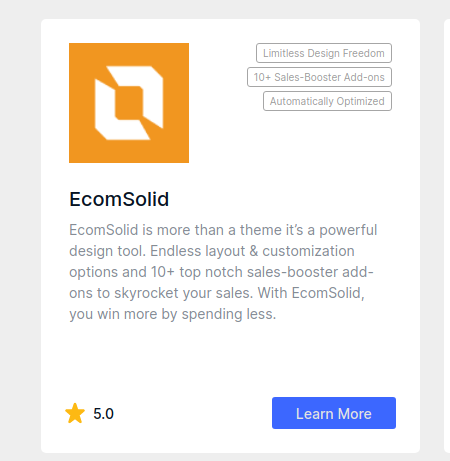 Limitless Design Freedom
10+ Sales-Booster Add-ons
Automatically Optimized
EcomSolid
EcomSolid is more than a theme it’s a powerful
design tool. Endless layout & customization
options and 10+ top notch sales-booster add-
ons to skyrocket your sales. With EcomSolid,
you win more by spending less.
5.0
Learn More